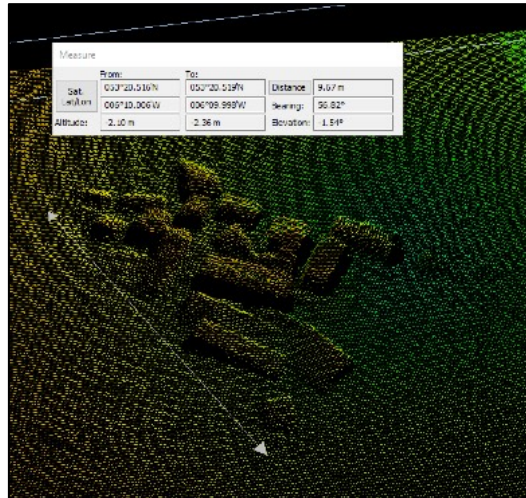 Measure
From: To:
Sat. Lat/Lon 053°20.516'N 053°20.519'N Distance 9.67 m
006°10.006'W 006°09.998'W Bearing: 56.82°
Altitude: -2.10 m -2.36 m Elevation: -1.54°